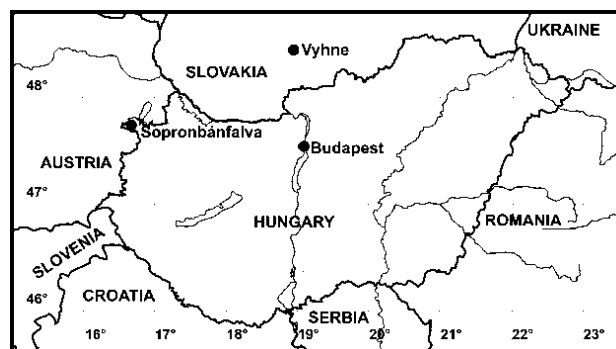 UKRAINE
Vyhne
SLOVAKIA
48°
Sopronbánfalva
Budapest
AUSTRIA
47°
HUNGARY
ROMANIA
SLOVENIA
CROATIA
46°
SERBIA
16° 17° 18° 19° 20° 21° 22° 23°